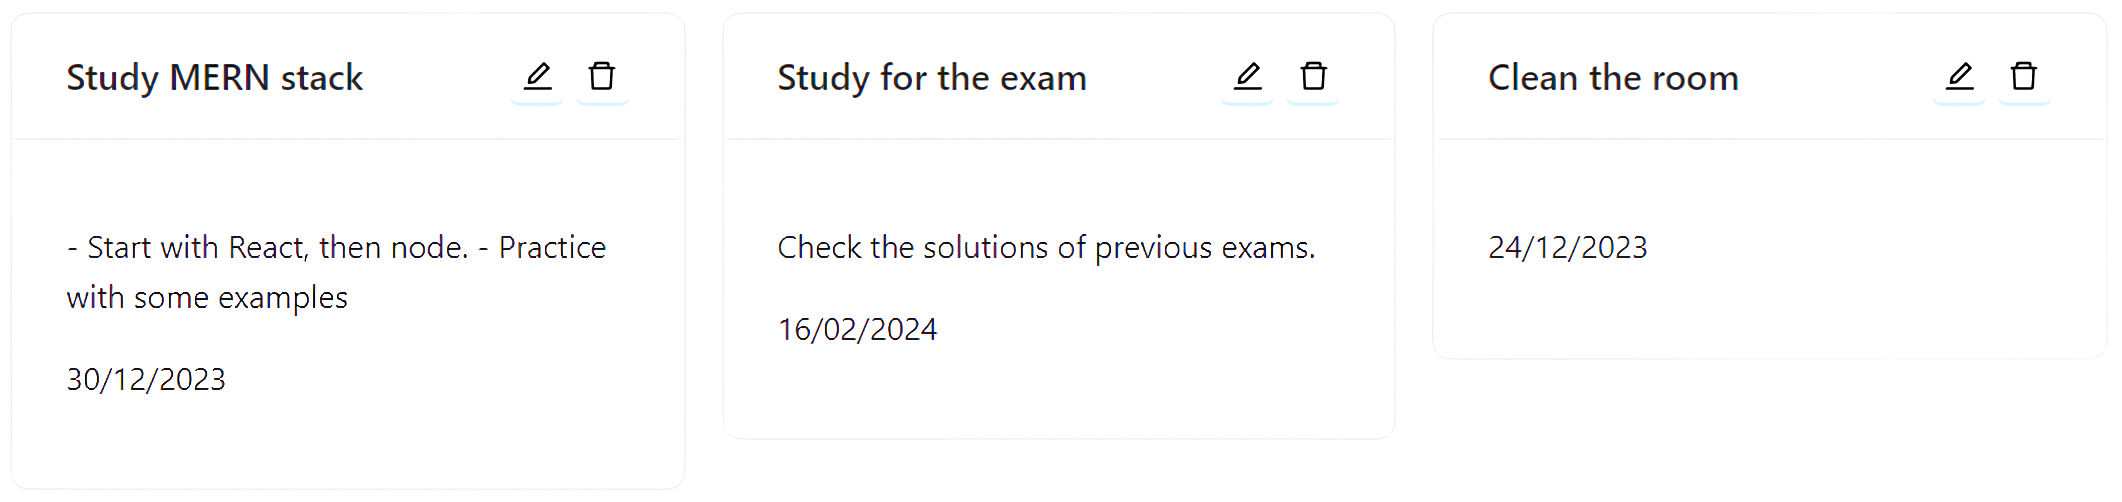 Study MERN stack
- Start with React, then node. - Practice
with some examples
30/12/2023
Study for the exam
Check the solutions of previous exams.
16/02/2024
Clean the room
24/12/2023